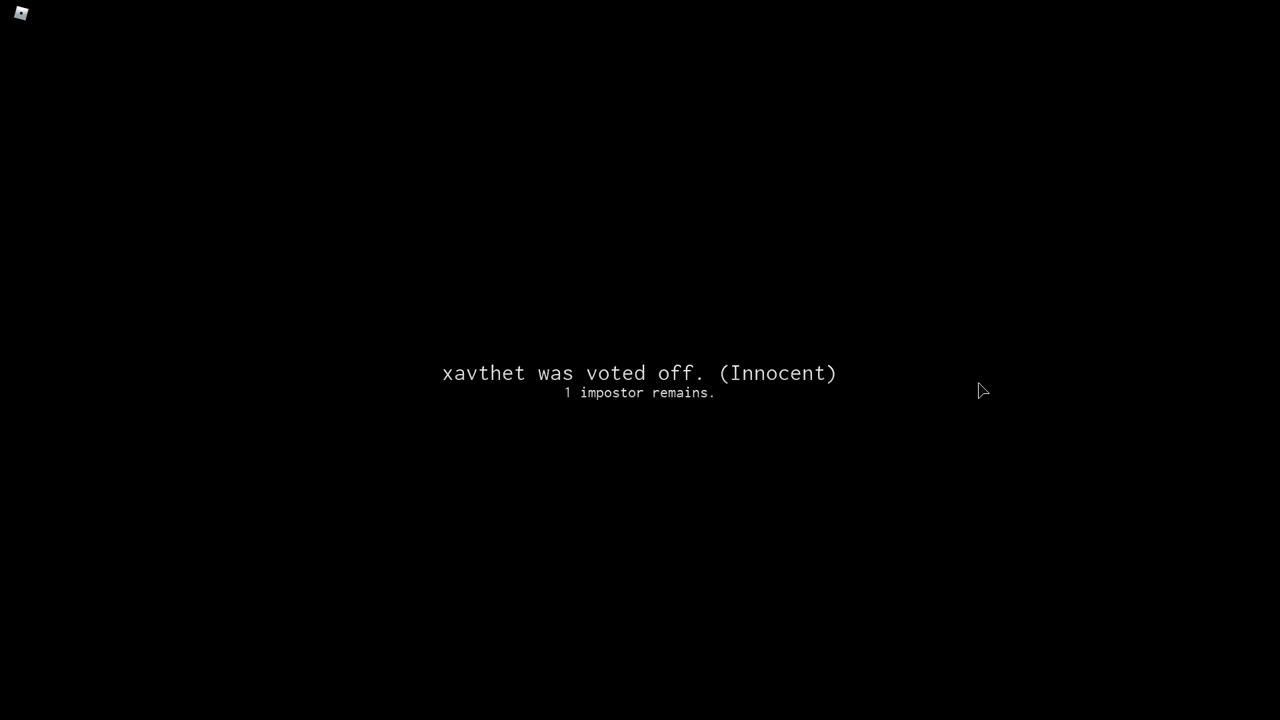 xavthet was voted off. (Innocent)
1 impostor remains.